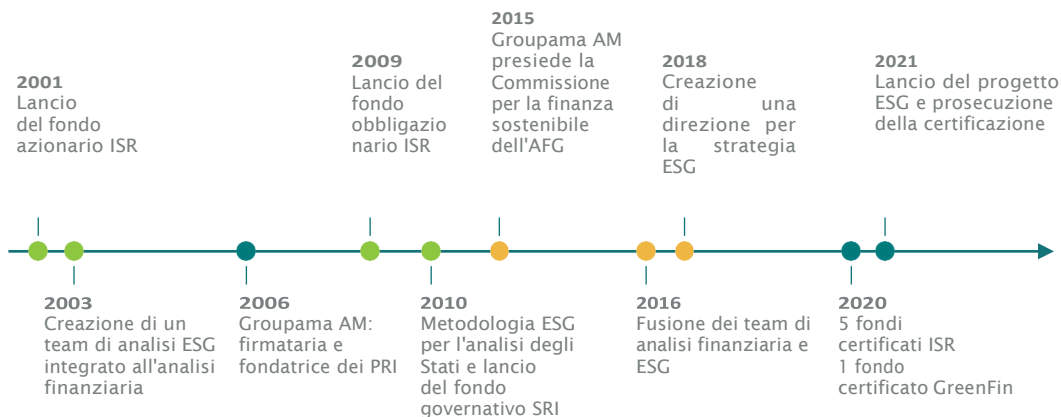 2001
Lancio
del fondo
azionario ISR
2009
Lancio del
fondo
obbligazio
nario ISR
2015
Groupama AM
presiede la
Commissione
per la finanza
sostenibile
dell'AFG
2018
Creazione
di una
direzione per
la strategia
ESG
2021
Lancio del progetto
ESG e prosecuzione
della certificazione
2003
Creazione di un
team di analisi ESG
integrato all'analisi
finanziaria
2006
Groupama AM:
firmataria e
fondatrice dei PRI
2010
Metodologia ESG
per l'analisi degli
Stati e lancio
del fondo
governativo SRI
2016
Fusione dei team di
analisi finanziaria e
ESG
2020
5 fondi
certificati ISR
1 fondo
certificato GreenFin